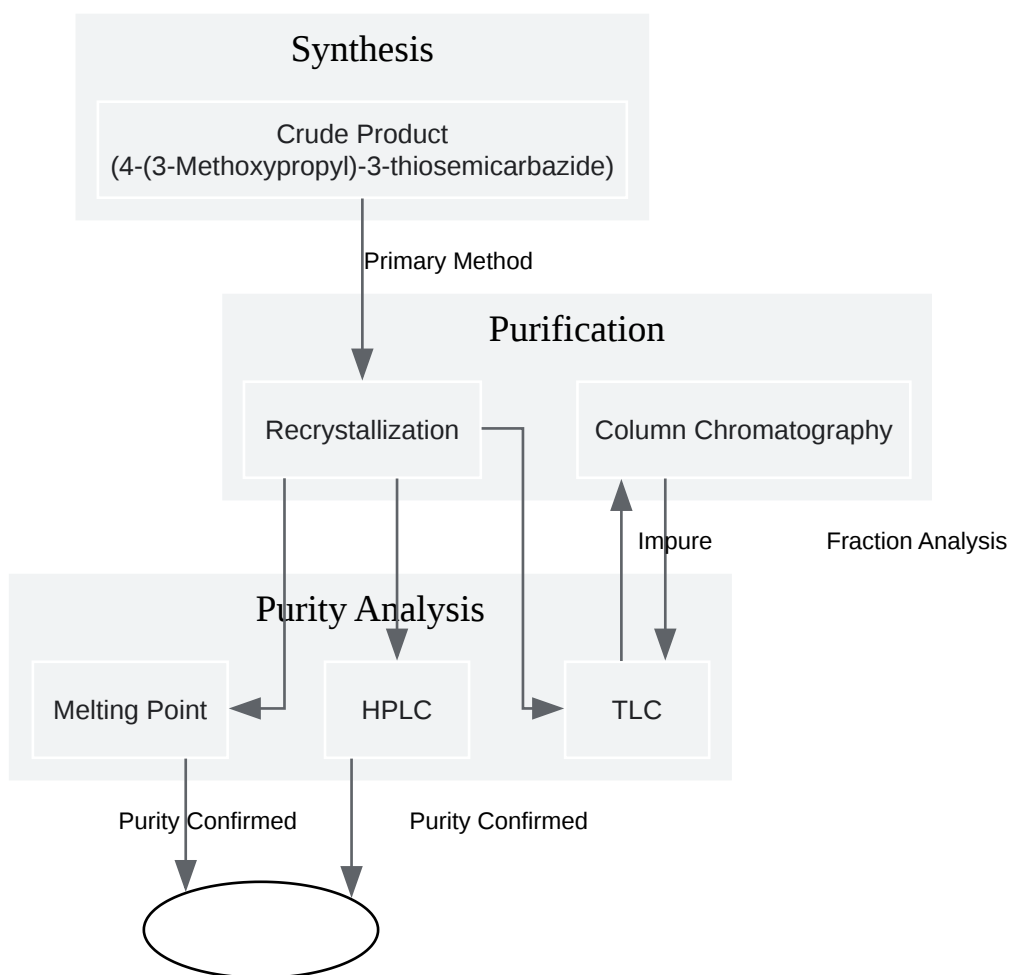 Synthesis
Crude Product
(4-(3-Methoxypropyl)-3-thiosemicarbazide)
Primary Method
Purification
Recrystallization
Column Chromatography
Impure
Fraction Analysis
Purity Analysis
Melting Point
HPLC
TLC
Purity Confirmed
Purity Confirmed